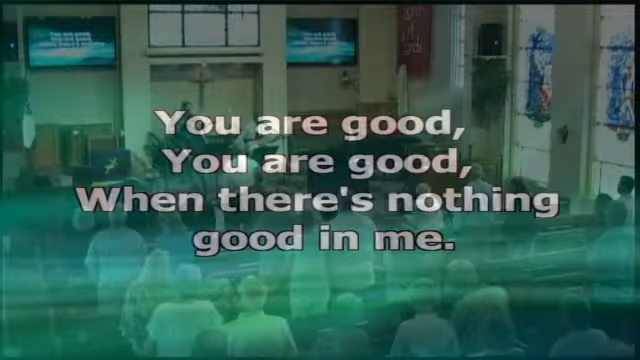 You are good,
You are good,
When there's nothing
good in me.